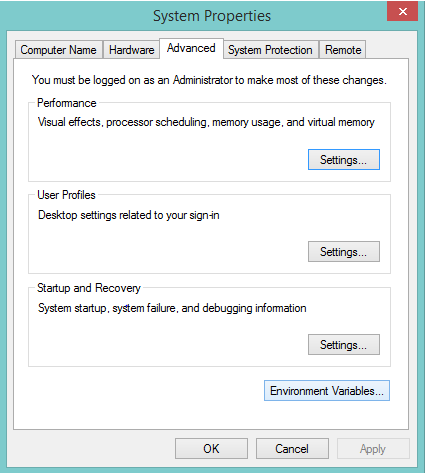 System Properties
Computer Name Hardware Advanced System Protection Remote
You must be logged on as an Administrator to make most of these changes.
Performance
Visual effects, processor scheduling, memory usage, and virtual memory
Settings...
User Profiles
Desktop settings related to your sign-in
Settings...
Startup and Recovery
System startup, system failure, and debugging information
Settings...
Environment Variables...
OK Cancel Apply